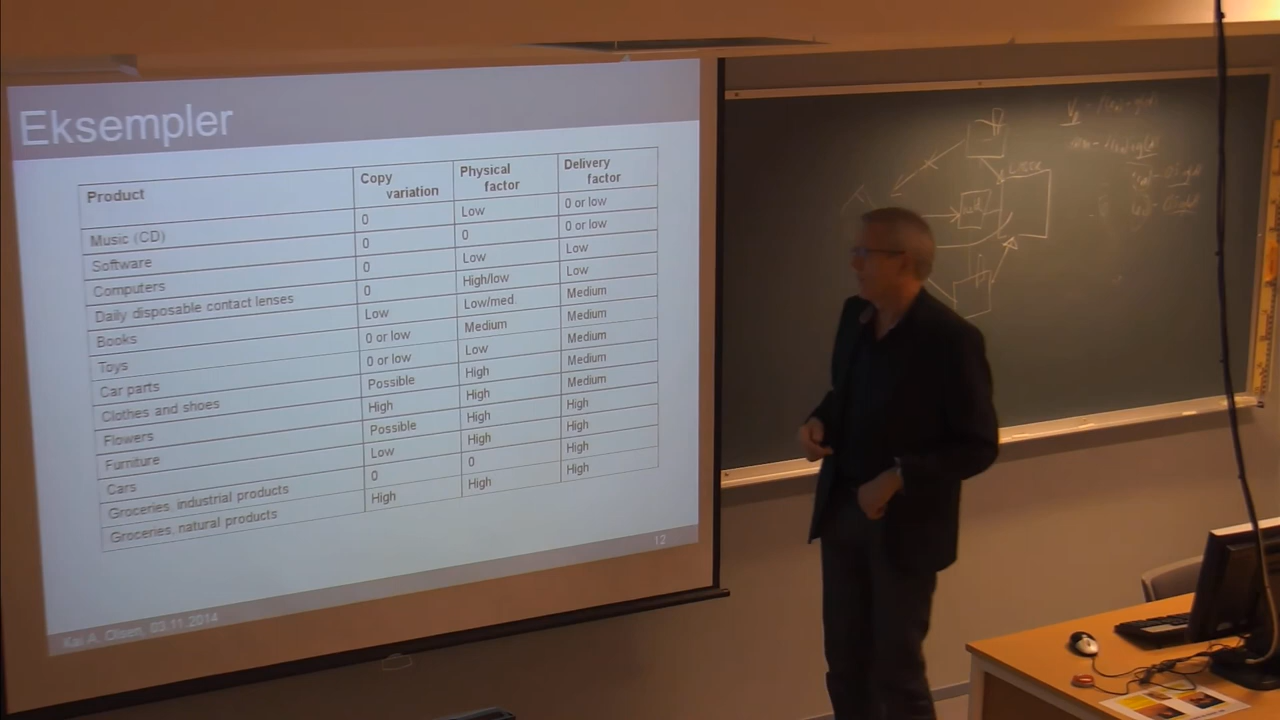 Eksempler
Product Copy variation Physical factor Delivery factor
Music (CD) 0 Low 0 or low
Software 0 0 0 or low
Computers 0 Low Low
Daily disposable contact lenses 0 High/low Low
Books Low Low/med. Medium
Toys 0 or low Medium Medium
Car parts 0 or low Low Medium
Clothes and shoes Possible High Medium
Flowers High High Medium
Furniture Possible High High
Cars Low High High
Groceries, industrial products 0 0 High
Groceries, natural products High High High
12
Kai A. Olsen, 03.11.2014